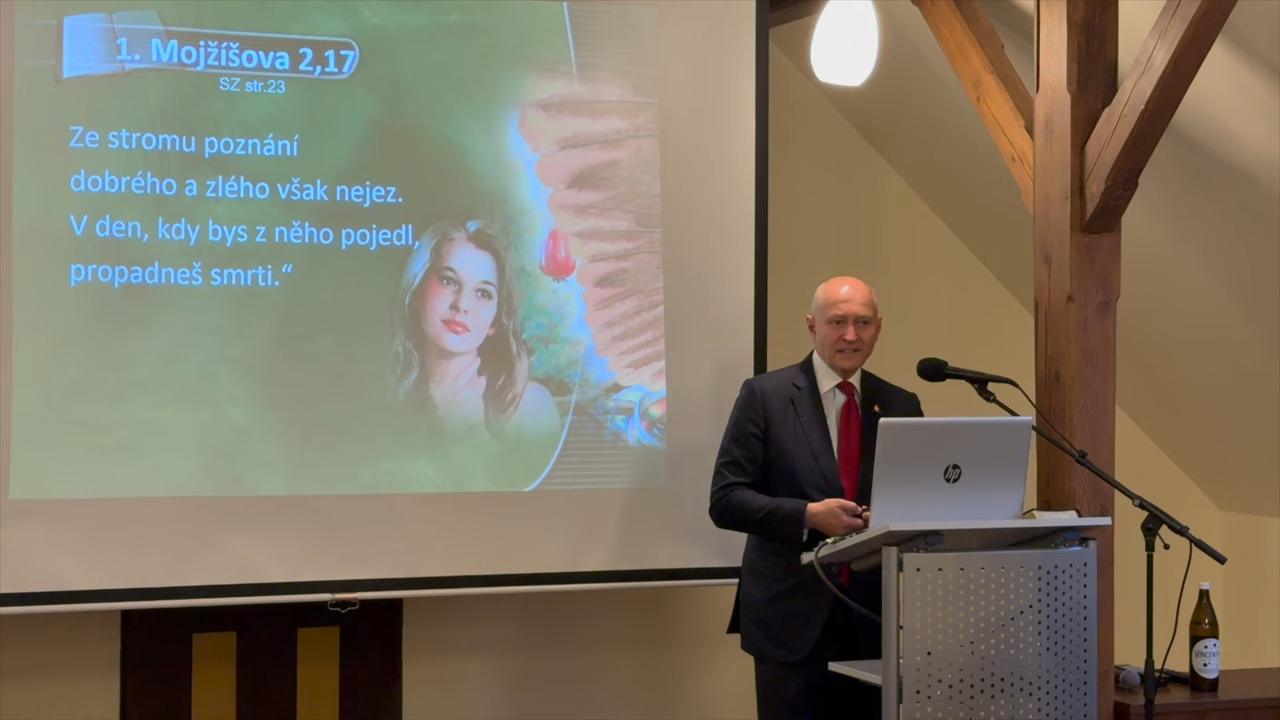 1. Mojžíšova 2,17
SZ str.23
Ze stromu poznání
dobrého a zlého však nejez.
V den, kdy bys z něho pojedl,
propadneš smrti.“
hp
VINCENTKA